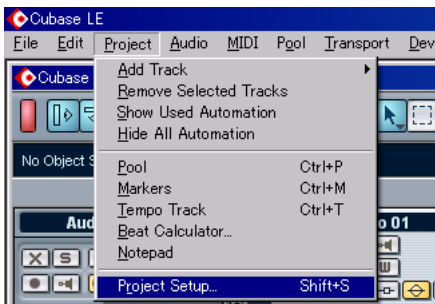 Cubase LE
File Edit Project Audio MIDI Pool Transport Dev
Cubase
Add Track
Remove Selected Tracks
Show Used Automation
Hide All Automation
No Object S
Pool Ctrl+P
Markers Ctrl+M
Tempo Track Ctrl+T
Beat Calculator...
Notepad
Aud
o 01
X S
W
Project Setup... Shift+S